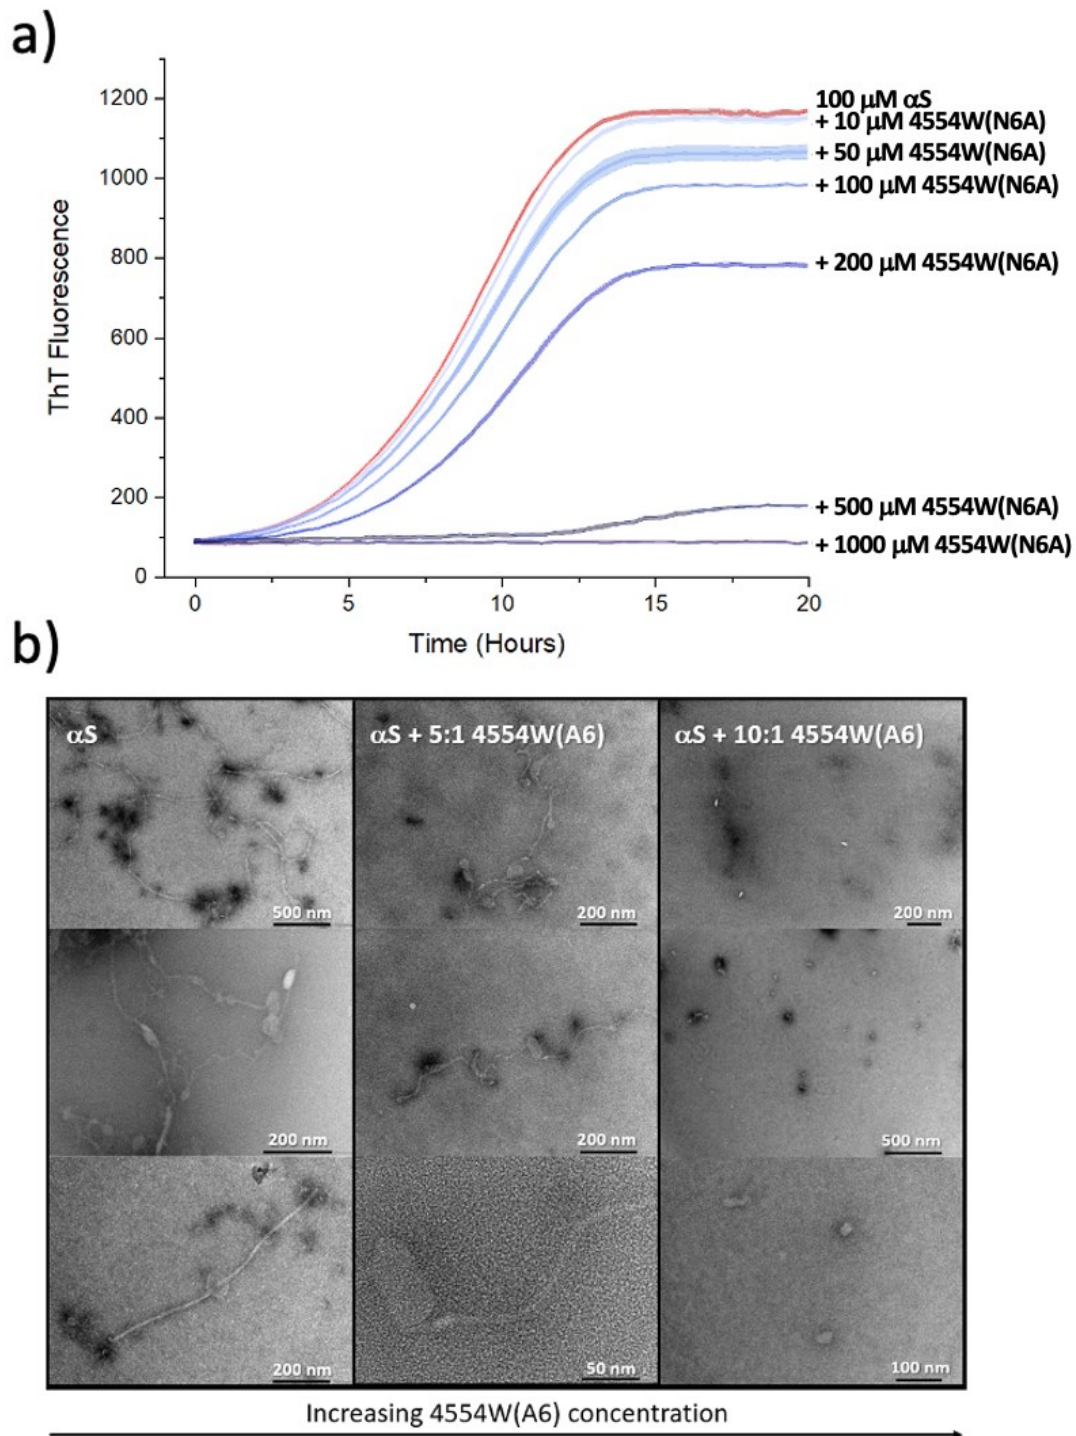 a)
1200
1000
800
600
400
200
0
ThT Fluorescence
0 5 10 15 20
Time (Hours)
100 μM αS
+ 10 μM 4554W(N6A)
+ 50 μM 4554W(N6A)
+ 100 μM 4554W(N6A)
+ 200 μM 4554W(N6A)
+ 500 μM 4554W(N6A)
+ 1000 μM 4554W(N6A)
b)
αS
αS + 5:1 4554W(A6)
αS + 10:1 4554W(A6)
500 nm
200 nm
200 nm
200 nm
200 nm
500 nm
200 nm
50 nm
100 nm
Increasing 4554W(A6) concentration